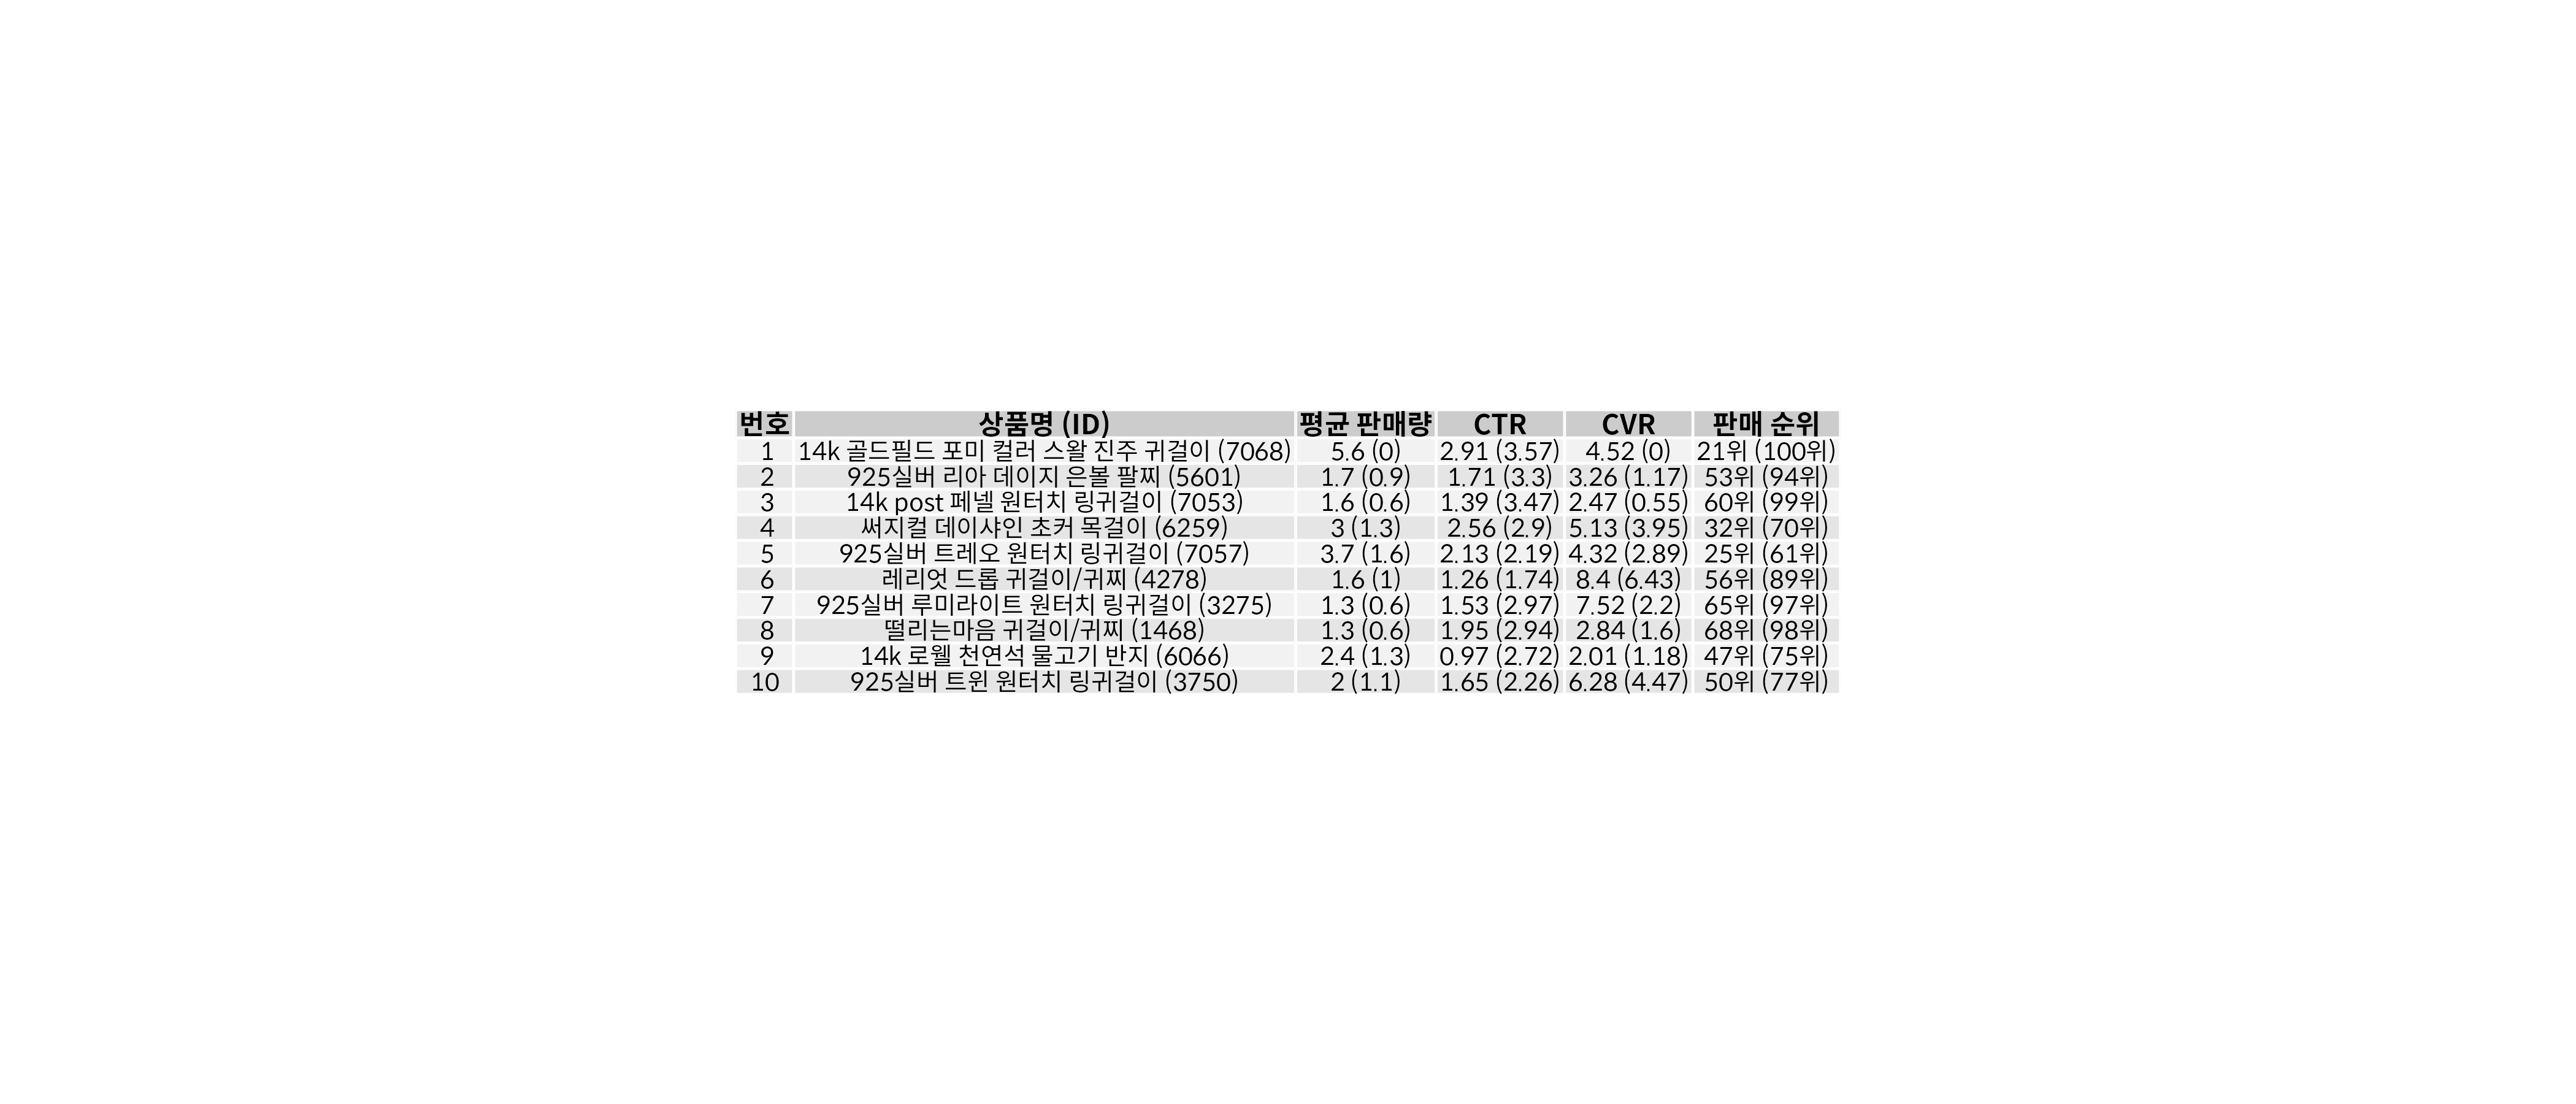 번호 상품명 (ID) 평균 판매량 CTR CVR 판매 순위
1 14k 골드필드 포미 컬러 스왈 진주 귀걸이 (7068) 5.6 (0) 2.91 (3.57) 4.52 (0) 21위 (100위)
2 925실버 리아 데이지 은볼 팔찌 (5601) 1.7 (0.9) 1.71 (3.3) 3.26 (1.17) 53위 (94위)
3 14k post 페넬 원터치 링귀걸이 (7053) 1.6 (0.6) 1.39 (3.47) 2.47 (0.55) 60위 (99위)
4 써지컬 데이샤인 초커 목걸이 (6259) 3 (1.3) 2.56 (2.9) 5.13 (3.95) 32위 (70위)
5 925실버 트레오 원터치 링귀걸이 (7057) 3.7 (1.6) 2.13 (2.19) 4.32 (2.89) 25위 (61위)
6 레리엇 드롭 귀걸이/귀찌 (4278) 1.6 (1) 1.26 (1.74) 8.4 (6.43) 56위 (89위)
7 925실버 루미라이트 원터치 링귀걸이 (3275) 1.3 (0.6) 1.53 (2.97) 7.52 (2.2) 65위 (97위)
8 떨리는마음 귀걸이/귀찌 (1468) 1.3 (0.6) 1.95 (2.94) 2.84 (1.6) 68위 (98위)
9 14k 로웰 천연석 물고기 반지 (6066) 2.4 (1.3) 0.97 (2.72) 2.01 (1.18) 47위 (75위)
10 925실버 트윈 원터치 링귀걸이 (3750) 2 (1.1) 1.65 (2.26) 6.28 (4.47) 50위 (77위)